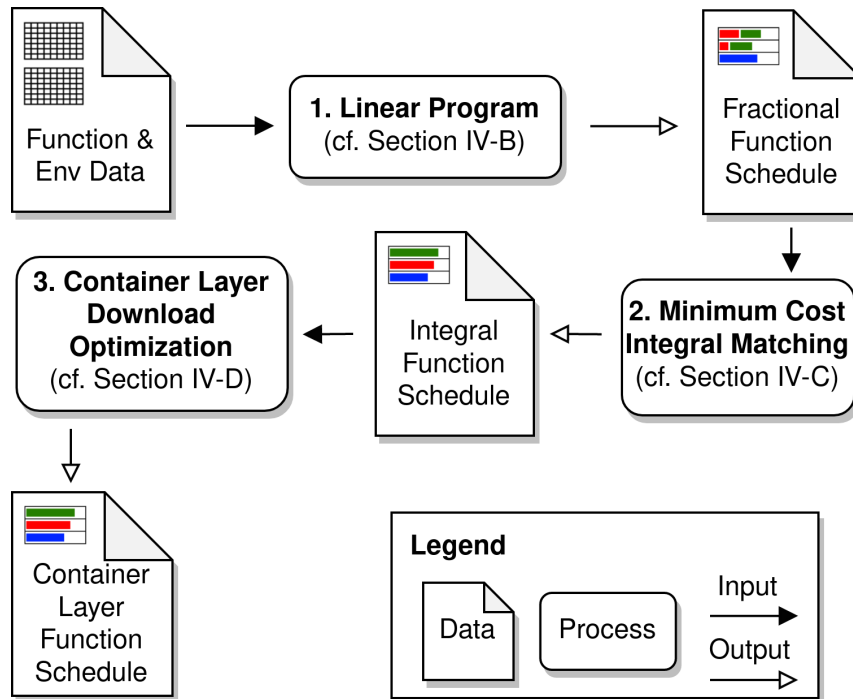 Function &
Env Data
1. Linear Program
(cf. Section IV-B)
Fractional
Function
Schedule
2. Minimum Cost
Integral Matching
(cf. Section IV-C)
Integral
Function
Schedule
3. Container Layer
Download
Optimization
(cf. Section IV-D)
Container
Layer
Function
Schedule
Legend
Data
Process
Input
Output